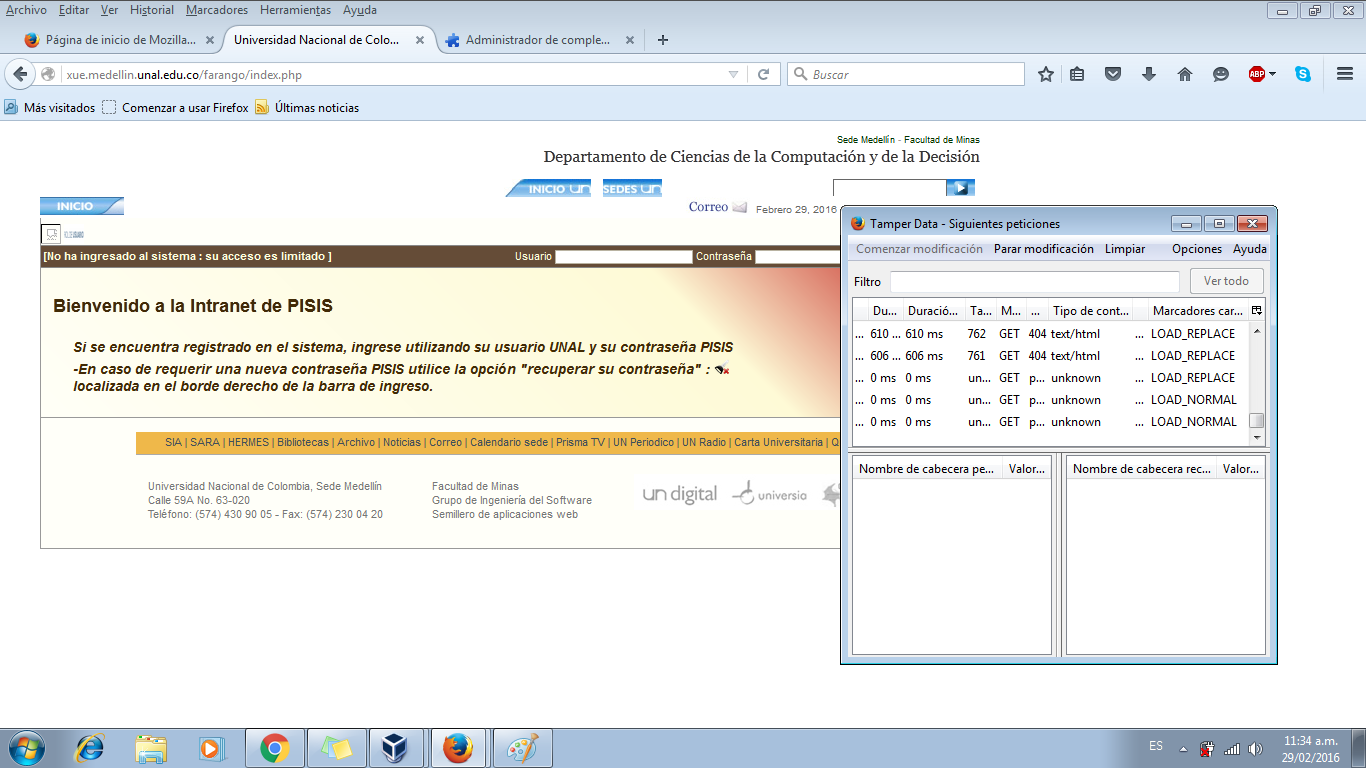 Archivo Editar Ver Historial Marcadores Herramientas Ayuda
Página de inicio de Mozilla... Universidad Nacional de Colo... Administrador de comple...
xue.medellin.unal.edu.co/farango/index.php Buscar ABP
Más visitados Comenzar a usar Firefox Últimas noticias
Sede Medellín - Facultad de Minas
Departamento de Ciencias de la Computación y de la Decisión
INICIO un SEDES un
INICIO
Correo Febrero 29, 2016
[No ha ingresado al sistema : su acceso es limitado ] Usuario Contraseña
Bienvenido a la Intranet de PISIS
Si se encuentra registrado en el sistema, ingrese utilizando su usuario UNAL y su contraseña PISIS
-En caso de requerir una nueva contraseña PISIS utilice la opción "recuperar su contraseña" :
localizada en el borde derecho de la barra de ingreso.
SIA | SARA | HERMES | Bibliotecas | Archivo | Noticias | Correo | Calendario sede | Prisma TV | UN Periodico | UN Radio | Carta Universitaria | Q
Universidad Nacional de Colombia, Sede Medellín
Calle 59A No. 63-020
Teléfono: (574) 430 90 05 - Fax: (574) 230 04 20
Facultad de Minas
Grupo de Ingeniería del Software
Semillero de aplicaciones web
un digital universia
Tamper Data - Siguientes peticiones
Comenzar modificación Parar modificación Limpiar Opciones Ayuda
Filtro Ver todo
Du... Duració... Ta... M... ... Tipo de cont... Marcadores car...
... 610 ... 610 ms 762 GET 404 text/html ... LOAD_REPLACE
... 606 ... 606 ms 761 GET 404 text/html ... LOAD_REPLACE
... 0 ms 0 ms un... GET p... unknown ... LOAD_REPLACE
... 0 ms 0 ms un... GET p... unknown ... LOAD_NORMAL
... 0 ms 0 ms un... GET p... unknown ... LOAD_NORMAL
Nombre de cabecera pe... Valor... Nombre de cabecera rec... Valor...
ES 11:34 a.m.
29/02/2016